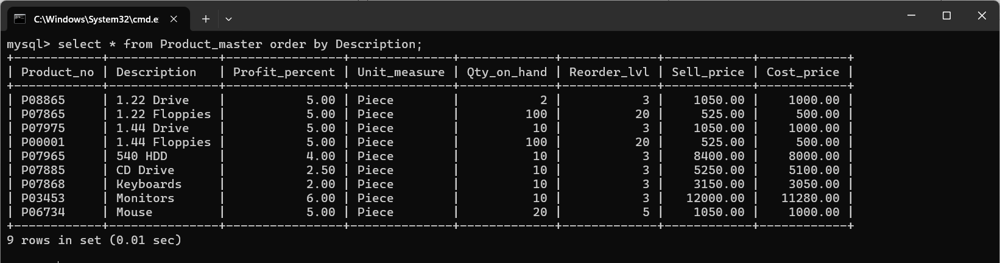 C:\Windows\System32\cmd.e
mysql> select * from Product_master order by Description;
+------------+----------------+----------------+--------------+-------------+-------------+------------+------------+
| Product_no | Description    | Profit_percent | Unit_measure | Qty_on_hand | Reorder_lvl | Sell_price | Cost_price |
+------------+----------------+----------------+--------------+-------------+-------------+------------+------------+
| P08865     | 1.22 Drive     |           5.00 | Piece        |           2 |           3 |    1050.00 |    1000.00 |
| P07865     | 1.22 Floppies  |           5.00 | Piece        |         100 |          20 |     525.00 |     500.00 |
| P07975     | 1.44 Drive     |           5.00 | Piece        |          10 |           3 |    1050.00 |    1000.00 |
| P00001     | 1.44 Floppies  |           5.00 | Piece        |         100 |          20 |     525.00 |     500.00 |
| P07965     | 540 HDD        |           4.00 | Piece        |          10 |           3 |    8400.00 |    8000.00 |
| P07885     | CD Drive       |           2.50 | Piece        |          10 |           3 |    5250.00 |    5100.00 |
| P07868     | Keyboards      |           2.00 | Piece        |          10 |           3 |    3150.00 |    3050.00 |
| P03453     | Monitors       |           6.00 | Piece        |          10 |           3 |   12000.00 |   11280.00 |
| P06734     | Mouse          |           5.00 | Piece        |          20 |           5 |    1050.00 |    1000.00 |
+------------+----------------+----------------+--------------+-------------+-------------+------------+------------+
9 rows in set (0.01 sec)